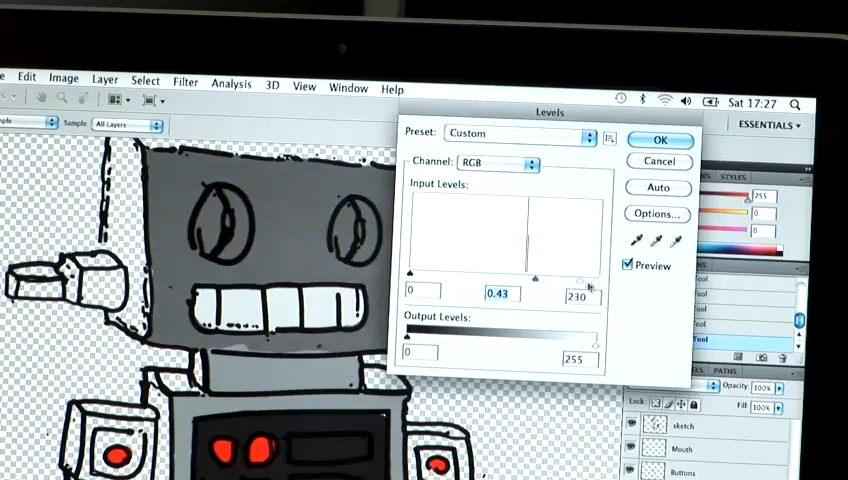 Edit Image Layer Select Filter Analysis 3D View Window Help
Sat 17:27
Sample: All Layers
ESSENTIALS
Levels
Preset: Custom
OK
Channel: RGB
Cancel
Input Levels:
Auto
STYLES
255
Options...
0
0
Preview
0 0.43 230
Output Levels:
0 255
Tool
Tool
Tool
Tool
Tool
PATHS
Opacity: 100%
Lock:
Fill: 100%
sketch
Mouth
Buttons